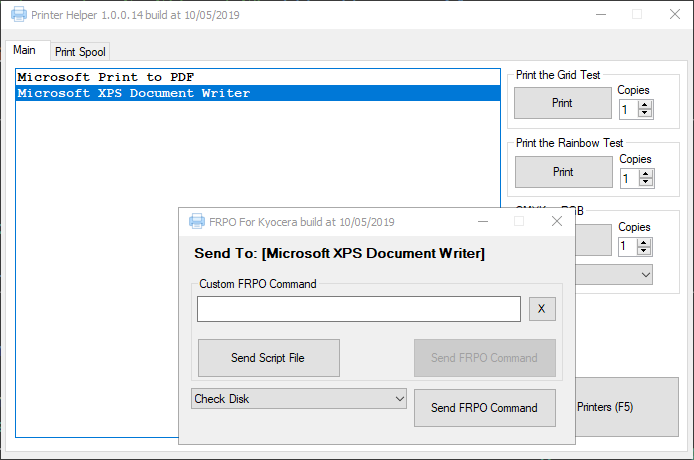 Printer Helper 1.0.0.14 build at 10/05/2019
Main
Print Spool
Microsoft Print to PDF
Microsoft XPS Document Writer
Print the Grid Test
Print
Copies
1
Print the Rainbow Test
Print
Copies
1
Copies
1
Printers (F5)
FRPO For Kyocera build at 10/05/2019
Send To: [Microsoft XPS Document Writer]
Custom FRPO Command
X
Send Script File
Send FRPO Command
Check Disk
Send FRPO Command